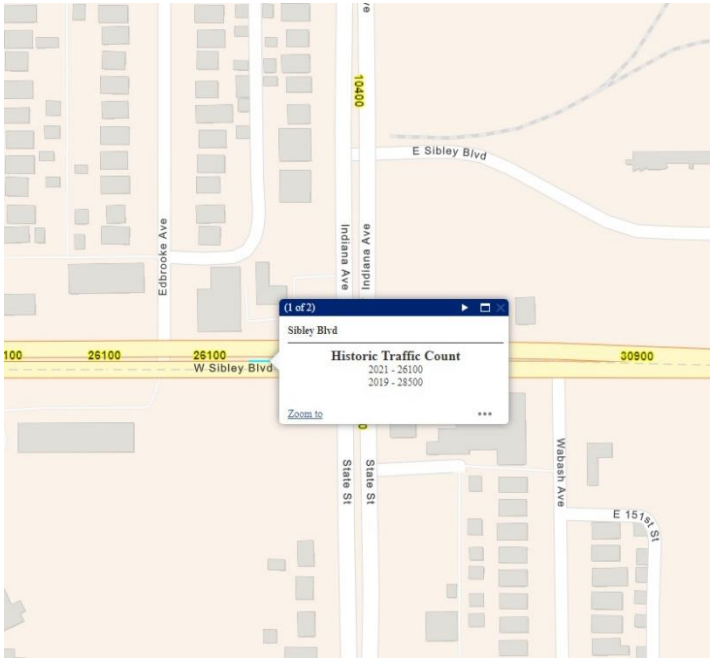 10400
E Sibley Blvd
Edbrooke Ave
Indiana Ave
Indiana Ave
(1 of 2)
Sibley Blvd
Historic Traffic Count
2021 - 26100
2019 - 28500
Zoom to
100
26100
26100
30900
W Sibley Blvd
State St
State St
Wabash Ave
E 151st St